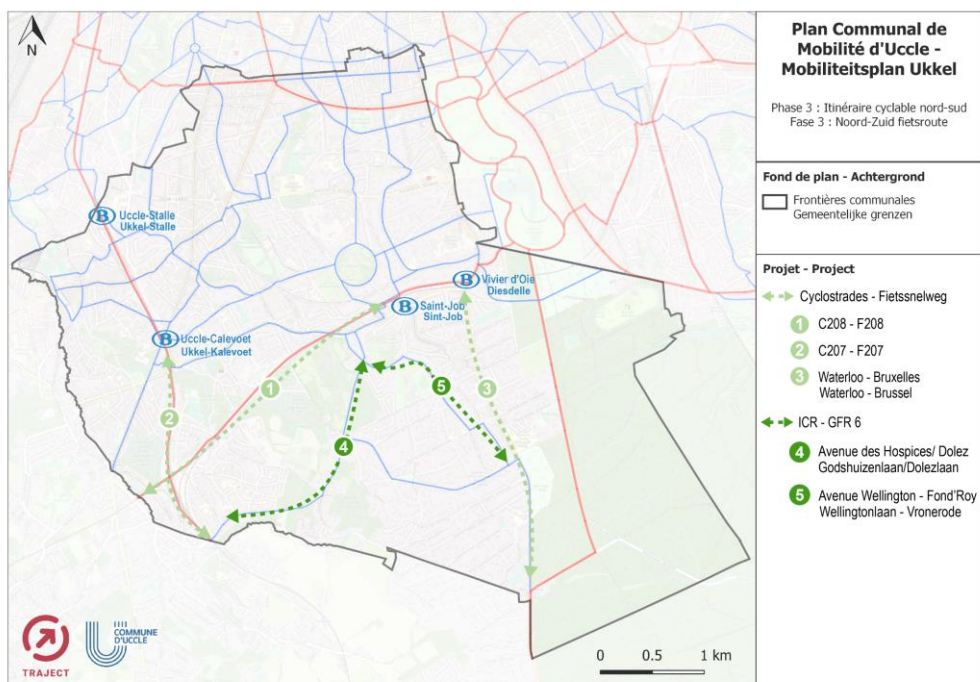 N
B
Uccle-Stalle
Ukkel-Stalle
B
Uccle-Calevoet
Ukkel-Kalevoet
B
Saint-Job
Sint-Job
B
Vivier d'Oie
Diesdelle
1
2
3
4
5
TRAJECT
COMMUNE
D'UCCLE
0 0.5 1 km
Plan Communal de
Mobilité d'Uccle -
Mobiliteitsplan Ukkel
Phase 3 : Itinéraire cyclable nord-sud
Fase 3 : Noord-Zuid fietsroute
Fond de plan - Achtergrond
Frontières communales
Gemeentelijke grenzen
Projet - Project
Cyclostrades - Fietssnelweg
1 C208 - F208
2 C207 - F207
3 Waterloo - Bruxelles
Waterloo - Brussel
ICR - GFR 6
4 Avenue des Hospices/ Dolez
Godshuizenlaan/Dolezlaan
5 Avenue Wellington - Fond'Roy
Wellingtonlaan - Vronerode